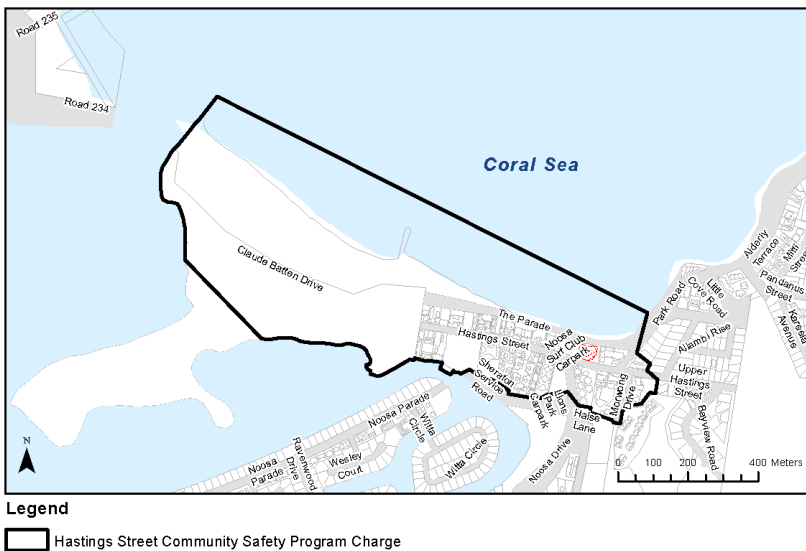 Road 235
Road 234
Coral Sea
Claude Batten Drive
The Parade
Hastings Street
Noosa
Surf Club
Carpark
Sheraton
Service
Road
Lions
Park
Carpark
Halse
Lane
Morwong
Drive
Park Road
Little
Cove Road
Alderly
Terrace
Mitti
Street
Pandanus
Street
Karsela
Avenue
Allambi Rise
Upper
Hastings
Street
Bayview Road
Noosa Drive
Noosa Parade
Witta
Circle
Witta Circle
Wesley
Court
Ravenwood
Drive
Noosa
Parade
N
0 100 200 400 Meters
Legend
Hastings Street Community Safety Program Charge